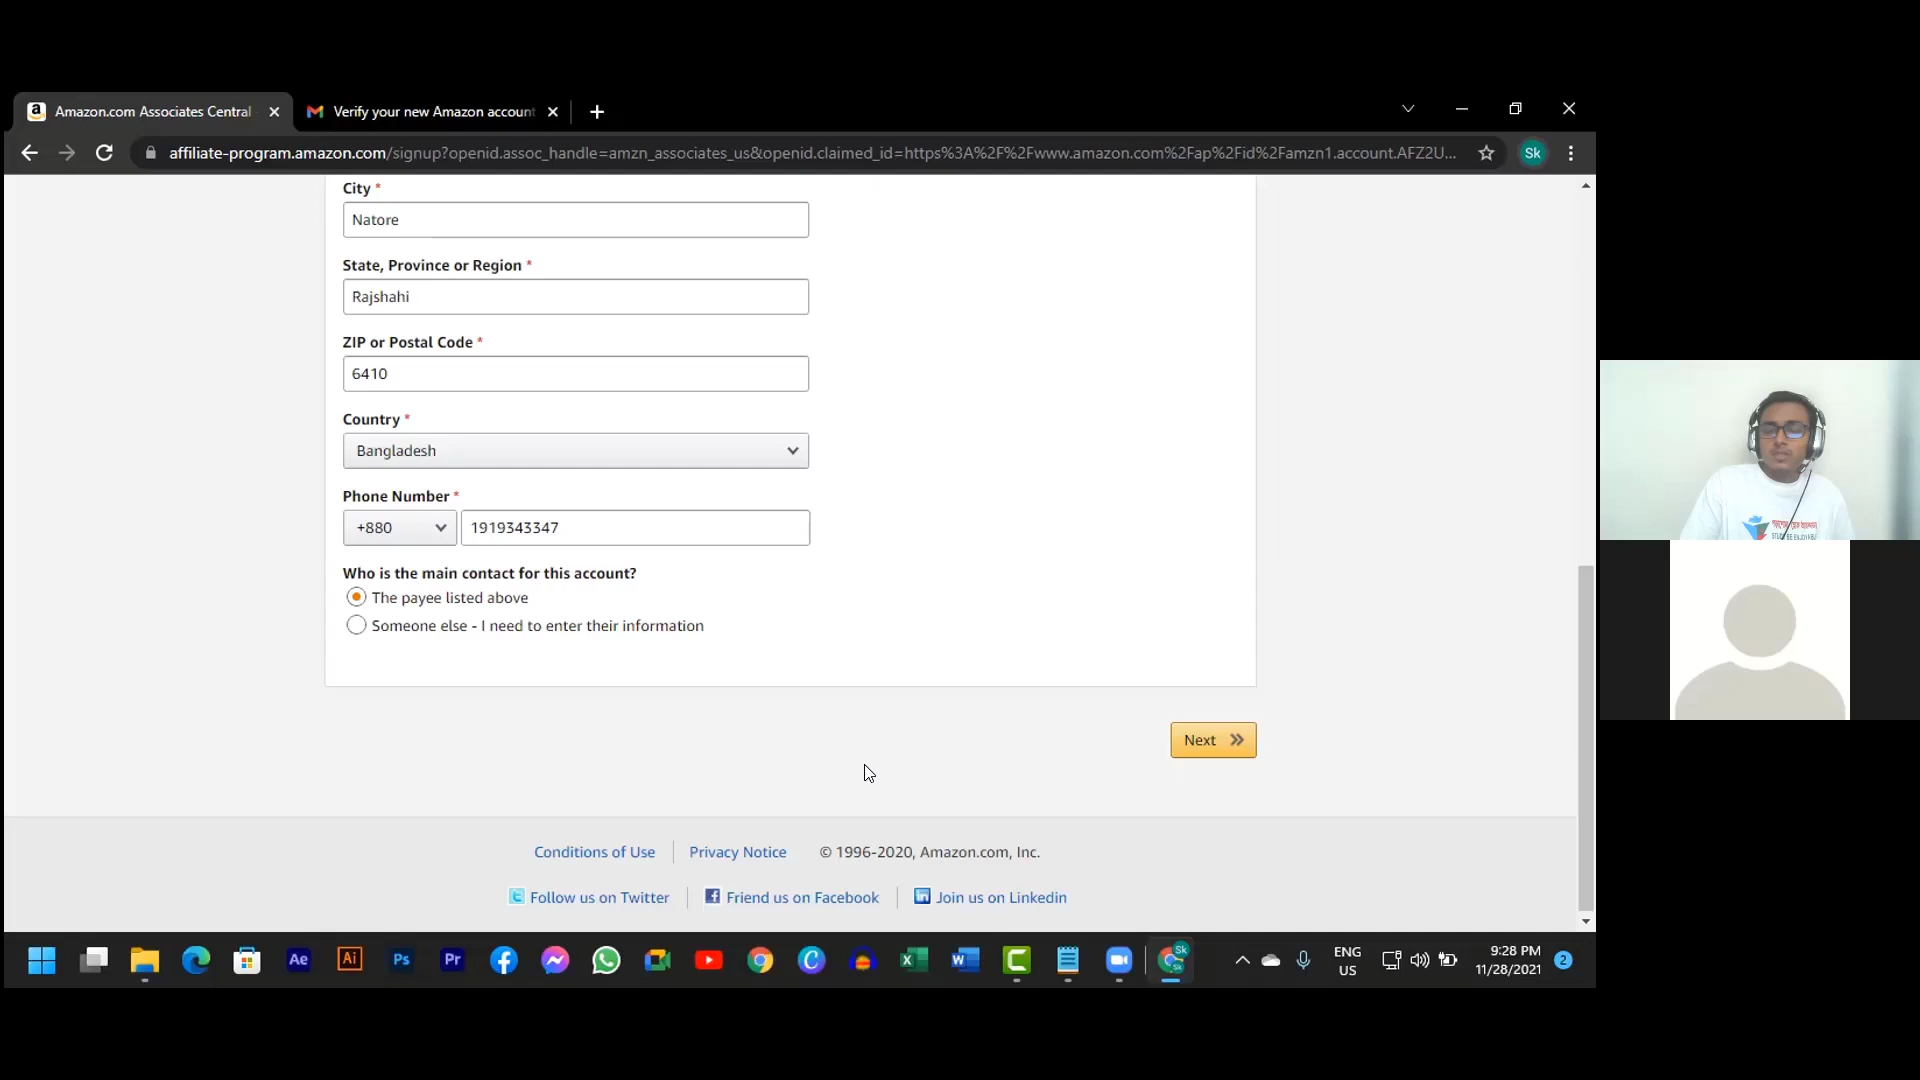 Amazon.com Associates Central
Verify your new Amazon account
affiliate-program.amazon.com/signup?openid.assoc_handle=amzn_associates_us&openid.claimed_id=https%3A%2F%2Fwww.amazon.com%2Fap%2Fid%2Famzn1.account.AFZ2U...
Sk
City *
Natore
State, Province or Region *
Rajshahi
ZIP or Postal Code *
6410
Country *
Bangladesh
Phone Number *
+880
1919343347
Who is the main contact for this account?
The payee listed above
Someone else - I need to enter their information
Next
Conditions of Use
Privacy Notice
© 1996-2020, Amazon.com, Inc.
Follow us on Twitter
Friend us on Facebook
Join us on Linkedin
Ae
Ai
Ps
Pr
Sk
ENG
US
9:28 PM
11/28/2021
2